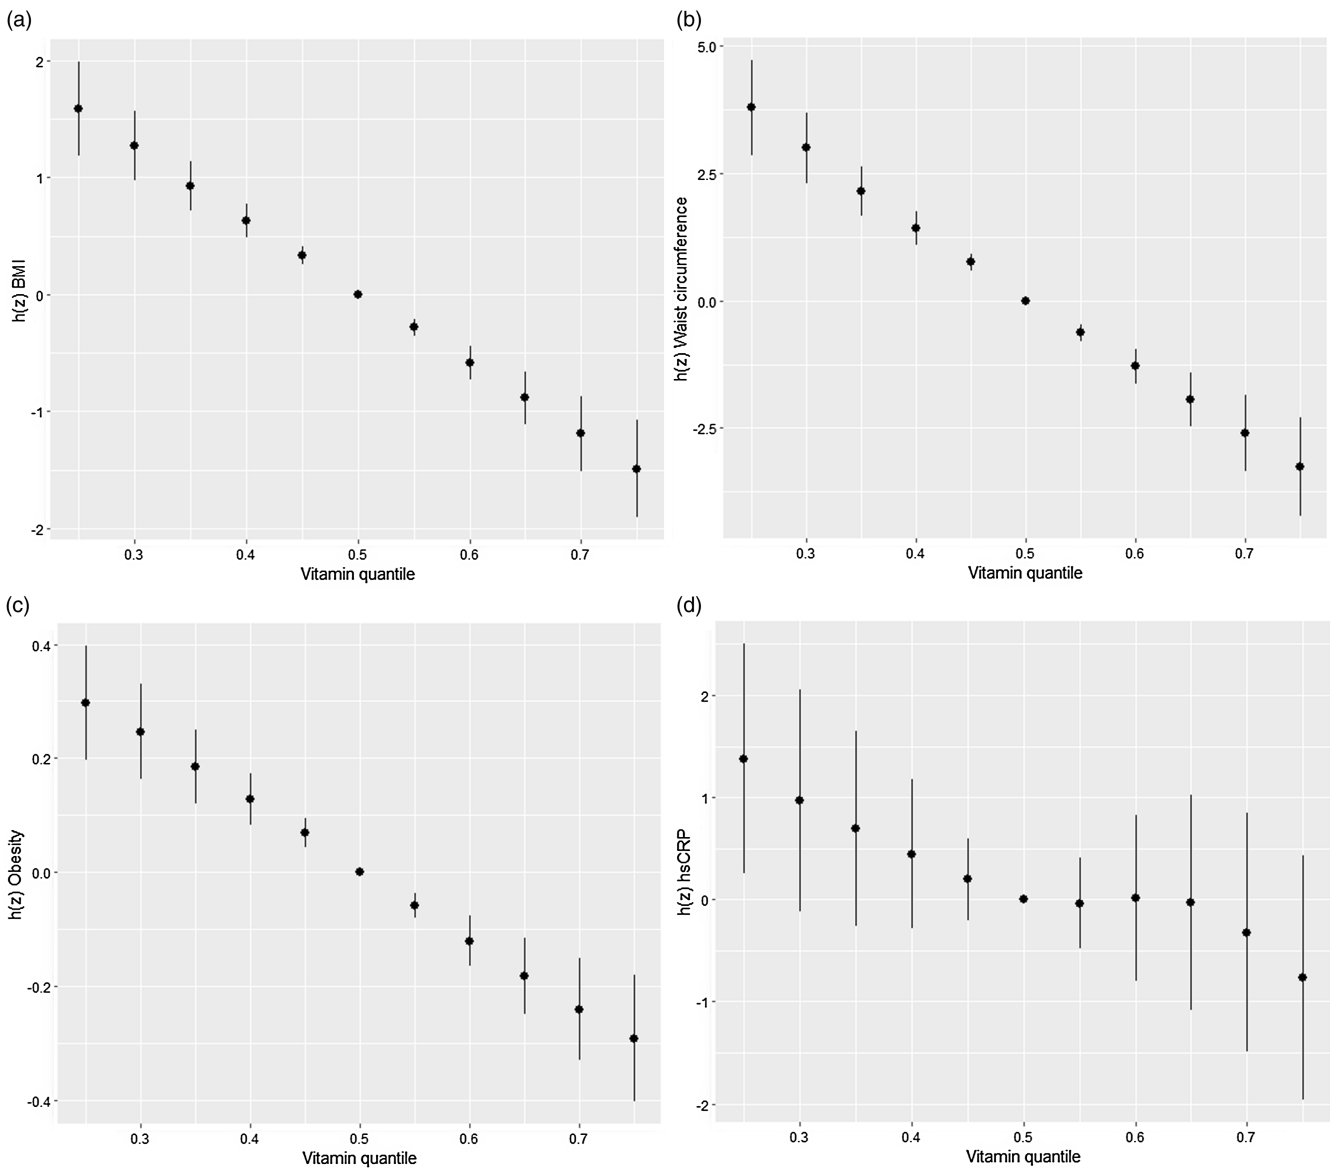 (a)
h(z) BMI
2
1
0
-1
-2
0.3 0.4 0.5 0.6 0.7
Vitamin quantile
(b)
h(z) Waist circumference
5.0
2.5
0.0
-2.5
0.3 0.4 0.5 0.6 0.7
Vitamin quantile
(c)
h(z) Obesity
0.4
0.2
0.0
-0.2
-0.4
0.3 0.4 0.5 0.6 0.7
Vitamin quantile
(d)
h(z) hsCRP
2
1
0
-1
-2
0.3 0.4 0.5 0.6 0.7
Vitamin quantile